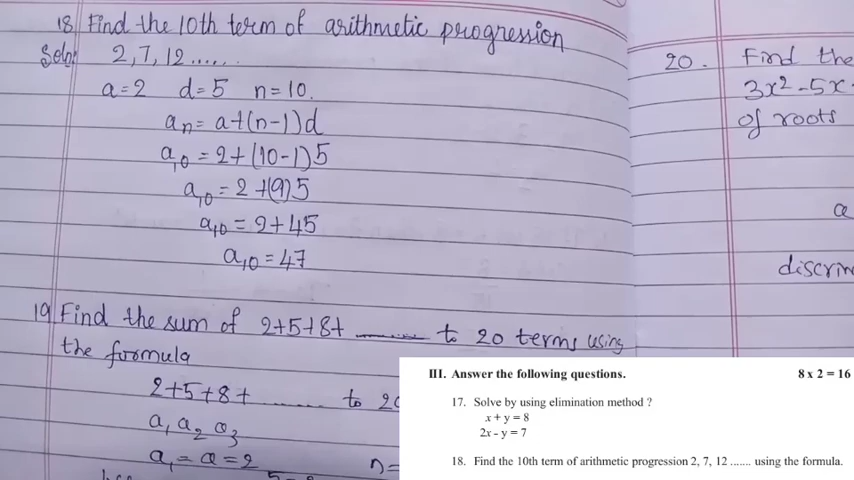 18. Find the 10th term of arithmetic progression
Soln: 2, 7, 12 ......
a=2 d=5 n=10.
aₙ = a+(n-1)d
a₁₀ = 2+(10-1)5
a₁₀ = 2+(9)5
a₁₀ = 2+45
a₁₀ = 47
19 Find the sum of 2+5+8+ ........ to 20 terms using
the formula
2+5+8+ ........ to 20
a₁ a₂ a₃
a₁ = a = 2 n=
20. Find the
3x² - 5x
of roots
a
discrim
III. Answer the following questions. 8 x 2 = 16
17. Solve by using elimination method ?
x + y = 8
2x - y = 7
18. Find the 10th term of arithmetic progression 2, 7, 12 ....... using the formula.